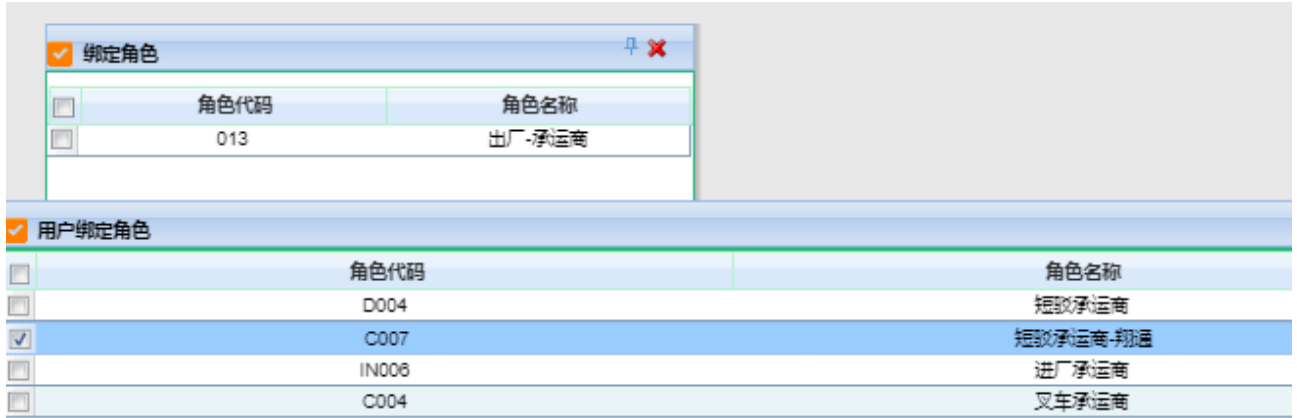 绑定角色
角色代码 角色名称
013 出厂-承运商
用户绑定角色
角色代码 角色名称
D004 短驳承运商
C007 短驳承运商-翔通
IN006 进厂承运商
C004 叉车承运商